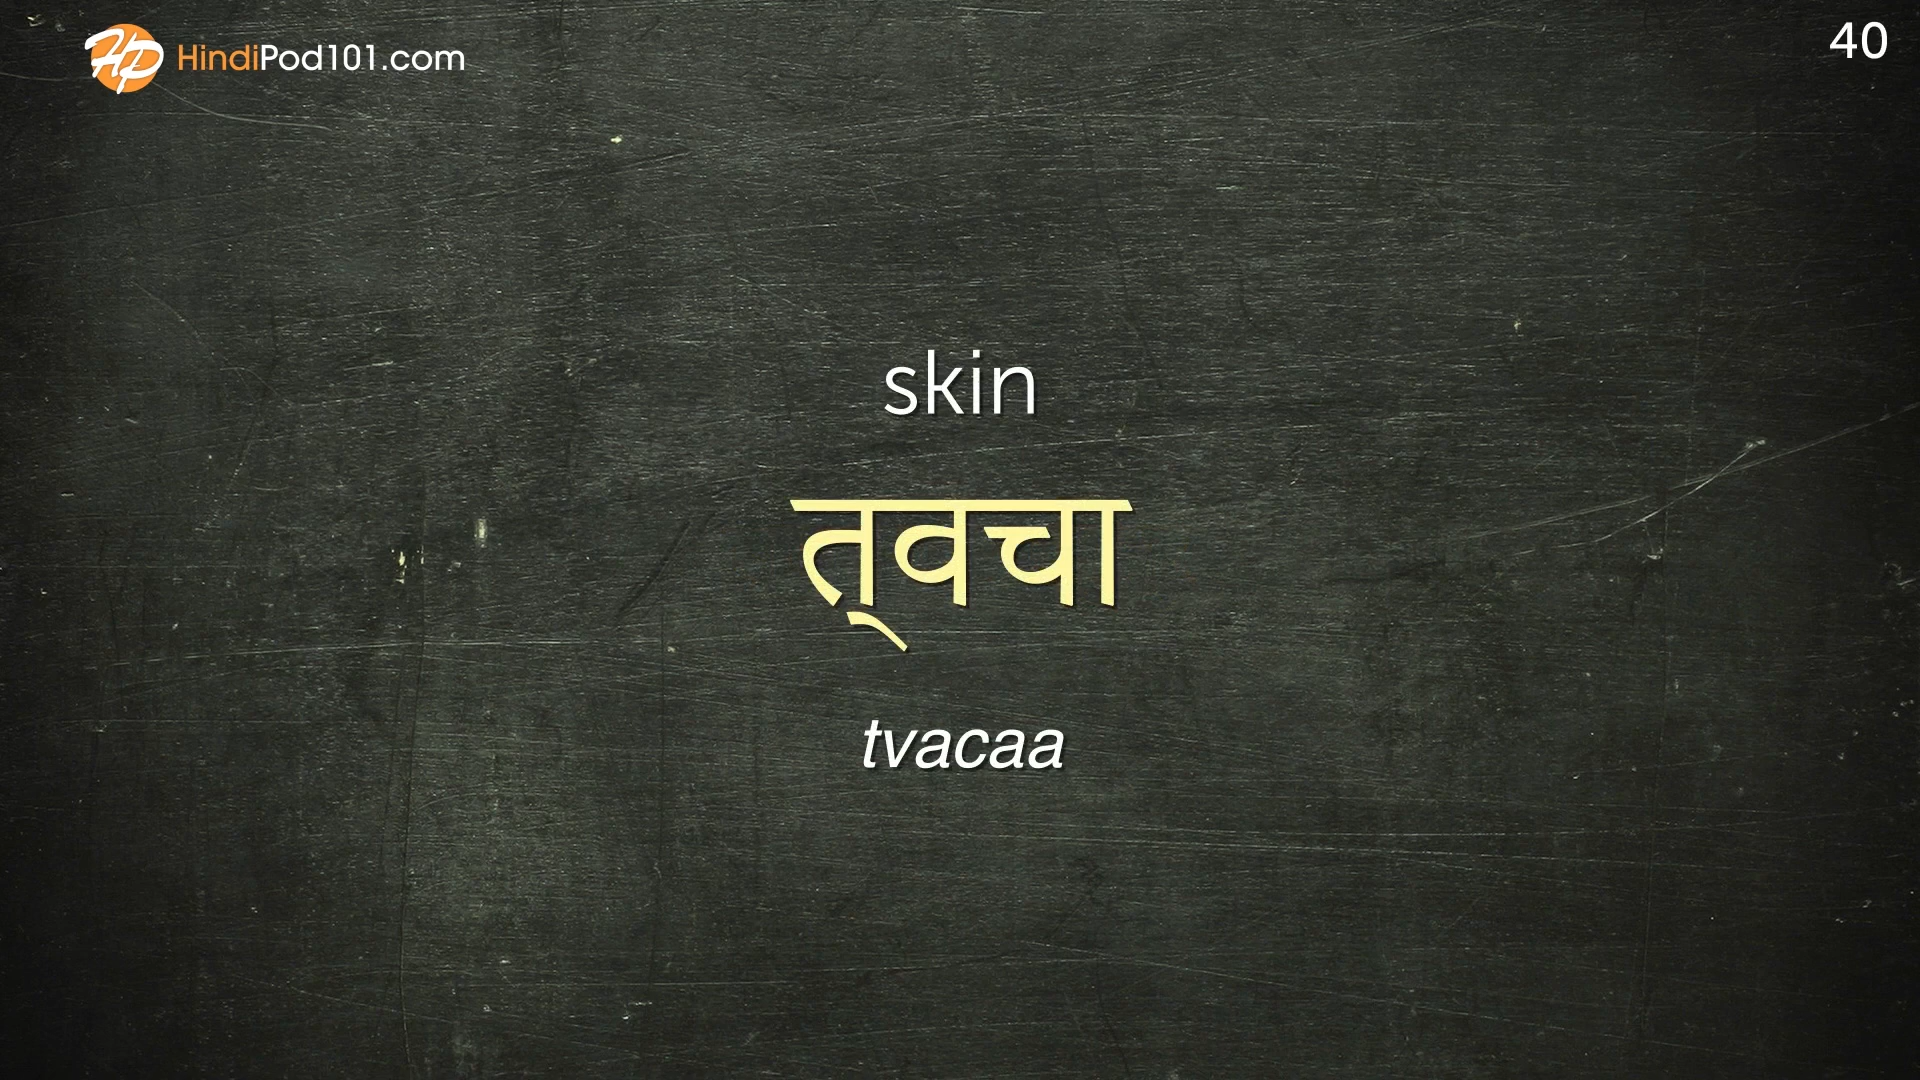 HindiPod101.com
40
skin
त्वचा
tvacaa